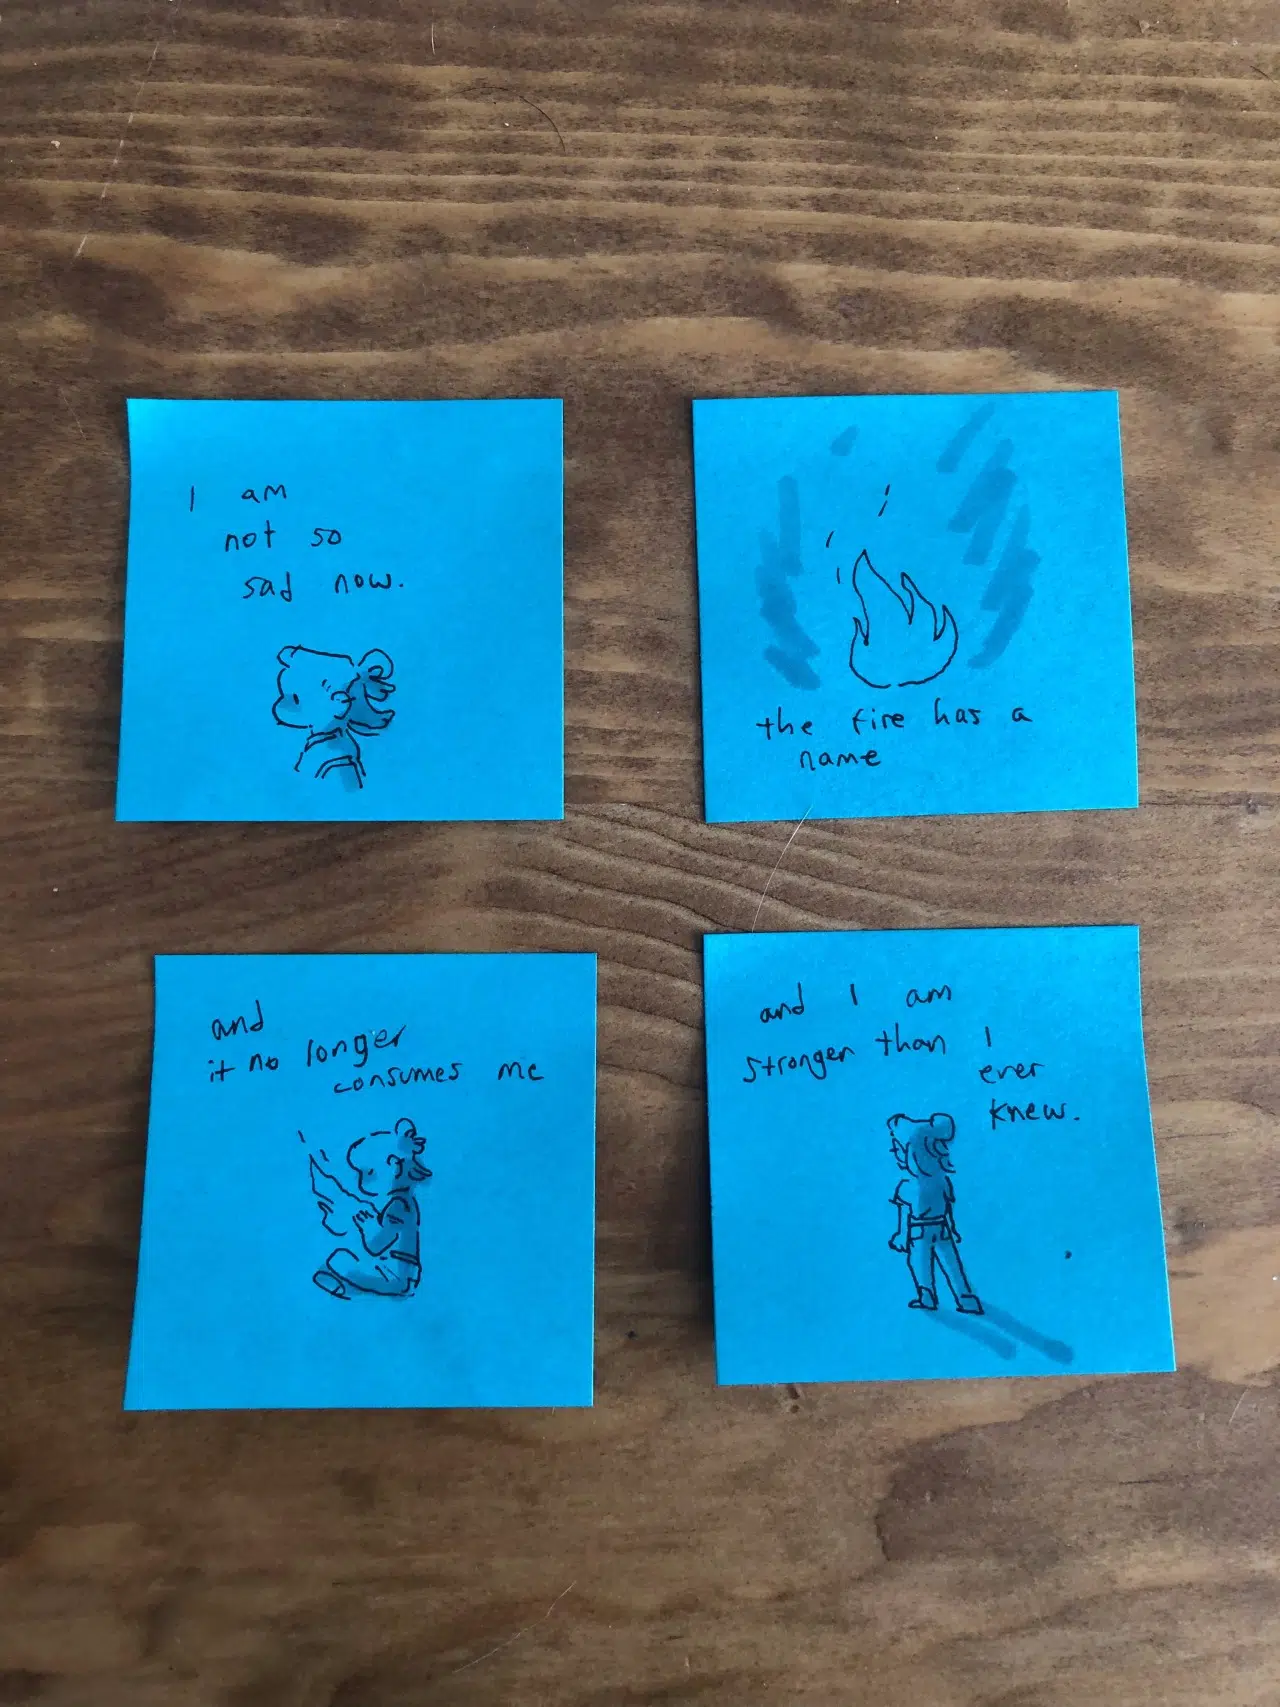 I am
not so
sad now.
the fire has a
name
and
it no longer
consumes me
and I am
stronger than I
ever
knew.